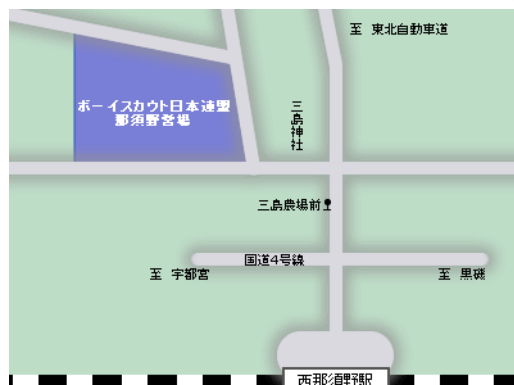 至 東北自動車道
ボーイスカウト日本連盟
那須野営場
三島神社
三島農場前
国道4号線
至 宇都宮
至 黒磯
西那須野駅